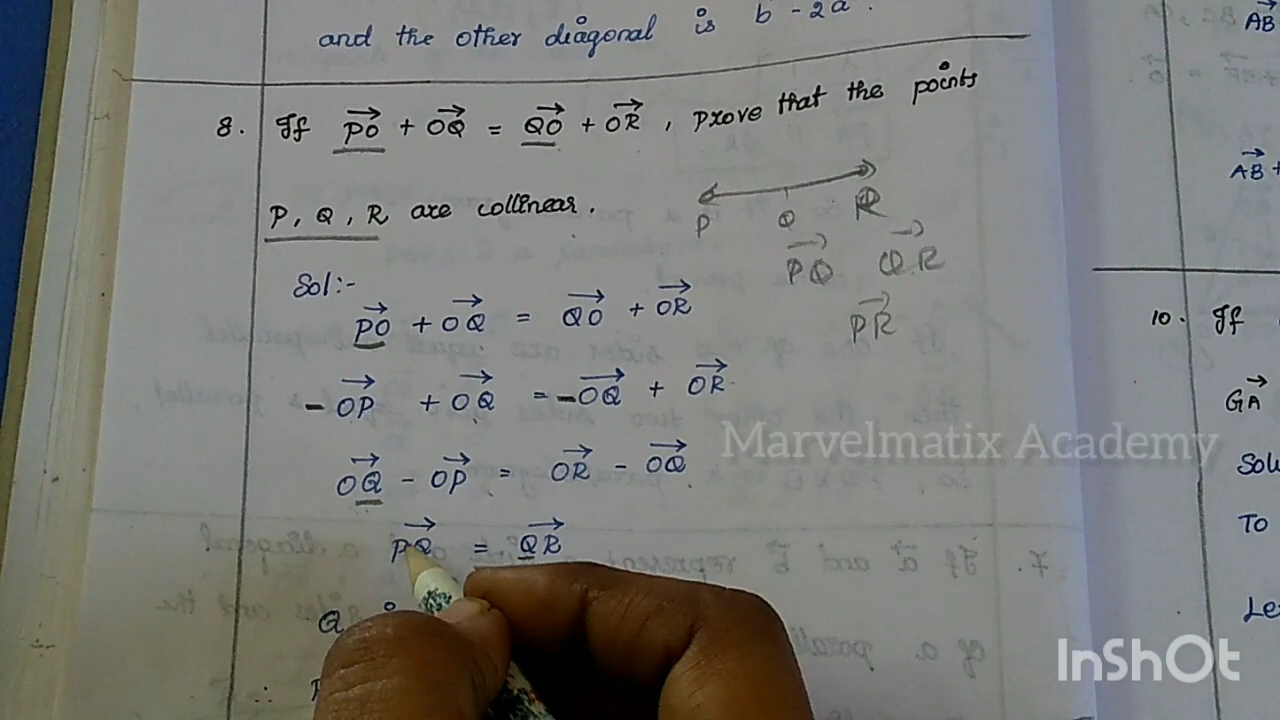 and the other diagonal is b - 2a.
8. If PO + OQ = QO + OR, prove that the points
P, Q, R are collinear.
P Q R
PQ QR
PR
Sol:-
PO + OQ = QO + OR
-OP + OQ = -OQ + OR
OQ - OP = OR - OQ
PQ = QR
Q
∴
AB
AB +
10. If
GA
Solu
To
Le
Marvelmatix Academy
InShOt